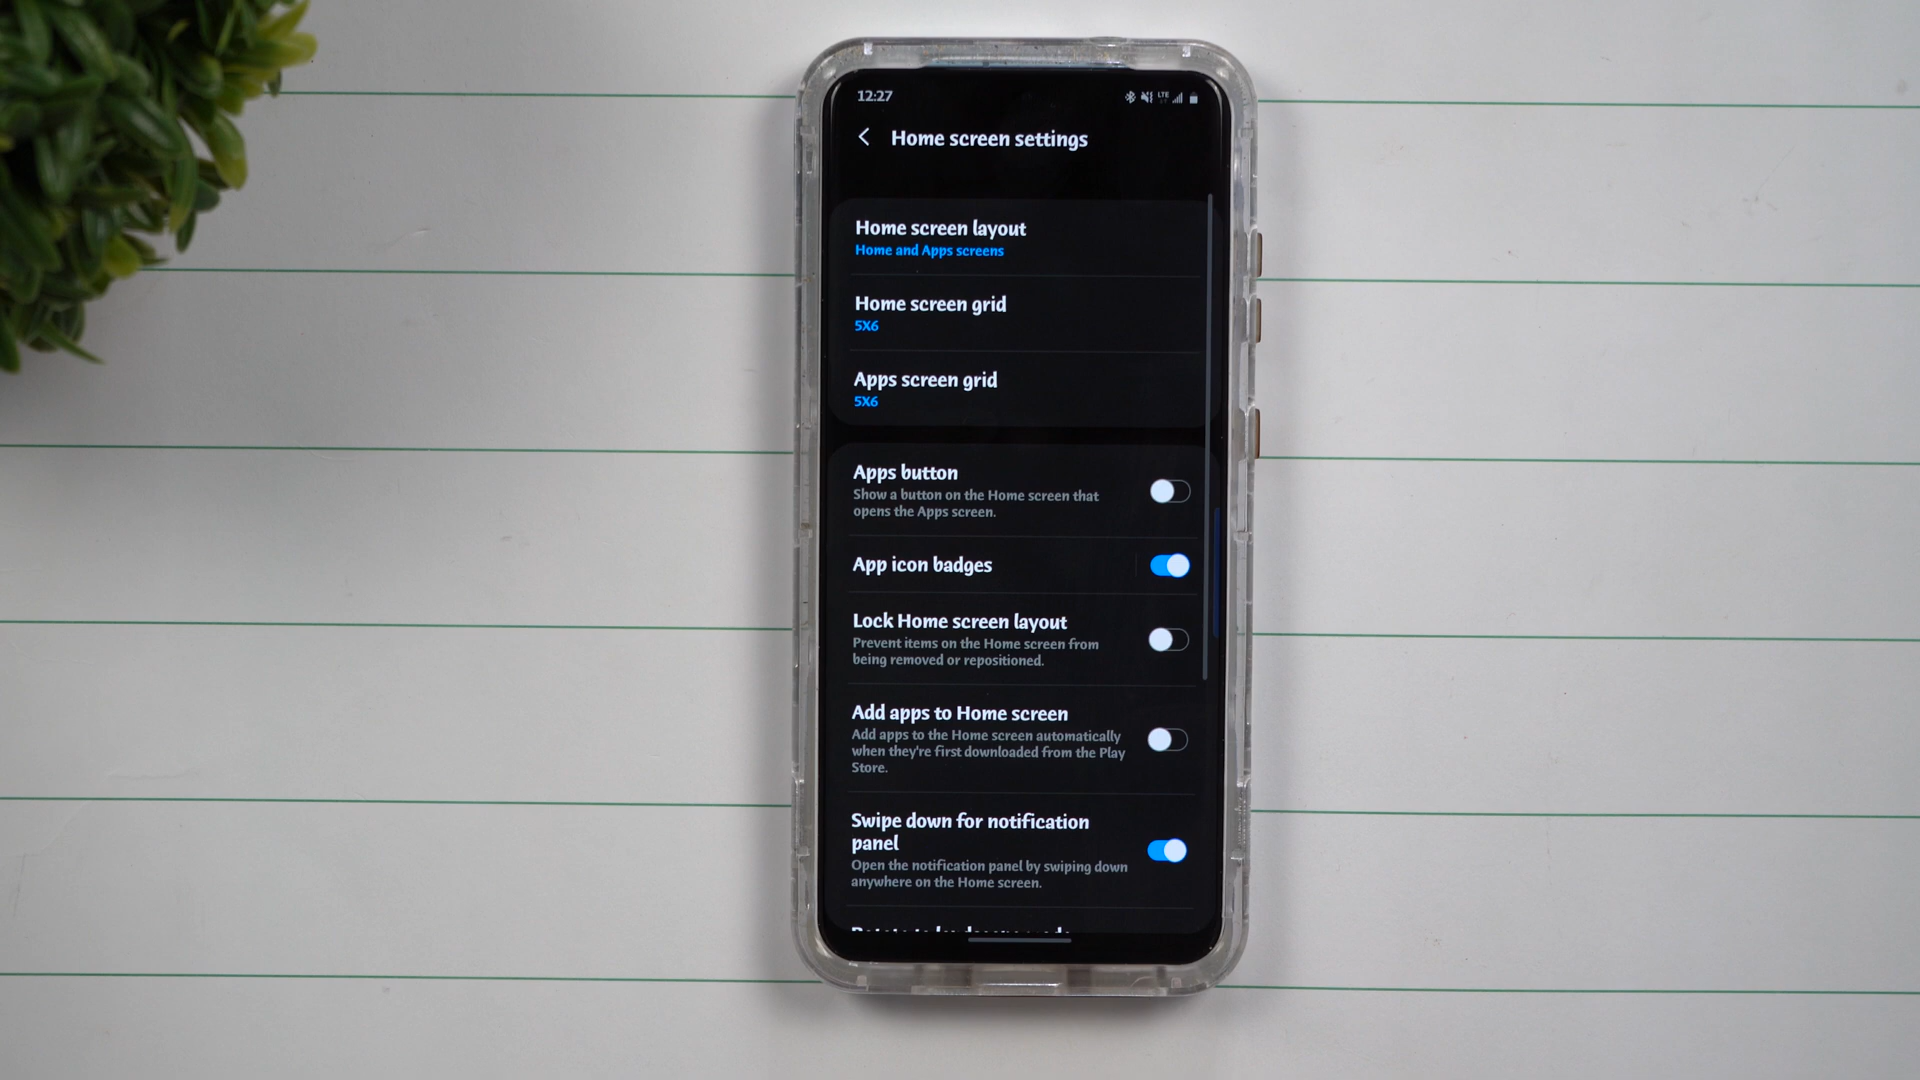 12:27
LTE
Home screen settings
Home screen layout
Home and Apps screens
Home screen grid
5X6
Apps screen grid
5X6
Apps button
Show a button on the Home screen that
opens the Apps screen.
App icon badges
Lock Home screen layout
Prevent items on the Home screen from
being removed or repositioned.
Add apps to Home screen
Add apps to the Home screen automatically
when they're first downloaded from the Play
Store.
Swipe down for notification
panel
Open the notification panel by swiping down
anywhere on the Home screen.